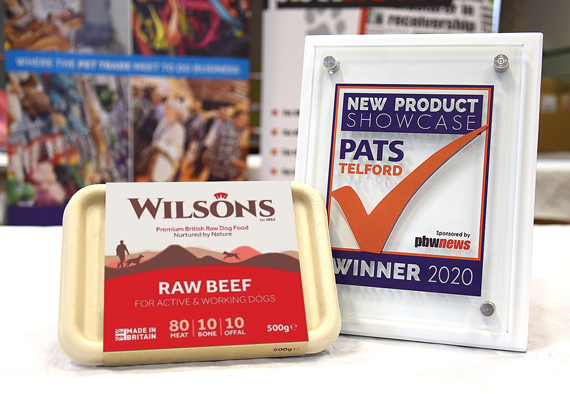 WHERE THE PET TRADE MEET TO DO BUSINESS
in
receivership
WILSONS
Premium British Raw Dog Food
Nurtured by Nature
RAW BEEF
FOR ACTIVE & WORKING DOGS
MADE IN
BRITAIN
80 10 10
MEAT BONE OFFAL
500g℮
500g℮
NEW PRODUCT
SHOWCASE
PATS
TELFORD
Sponsored by
pbwnews
WINNER 2020